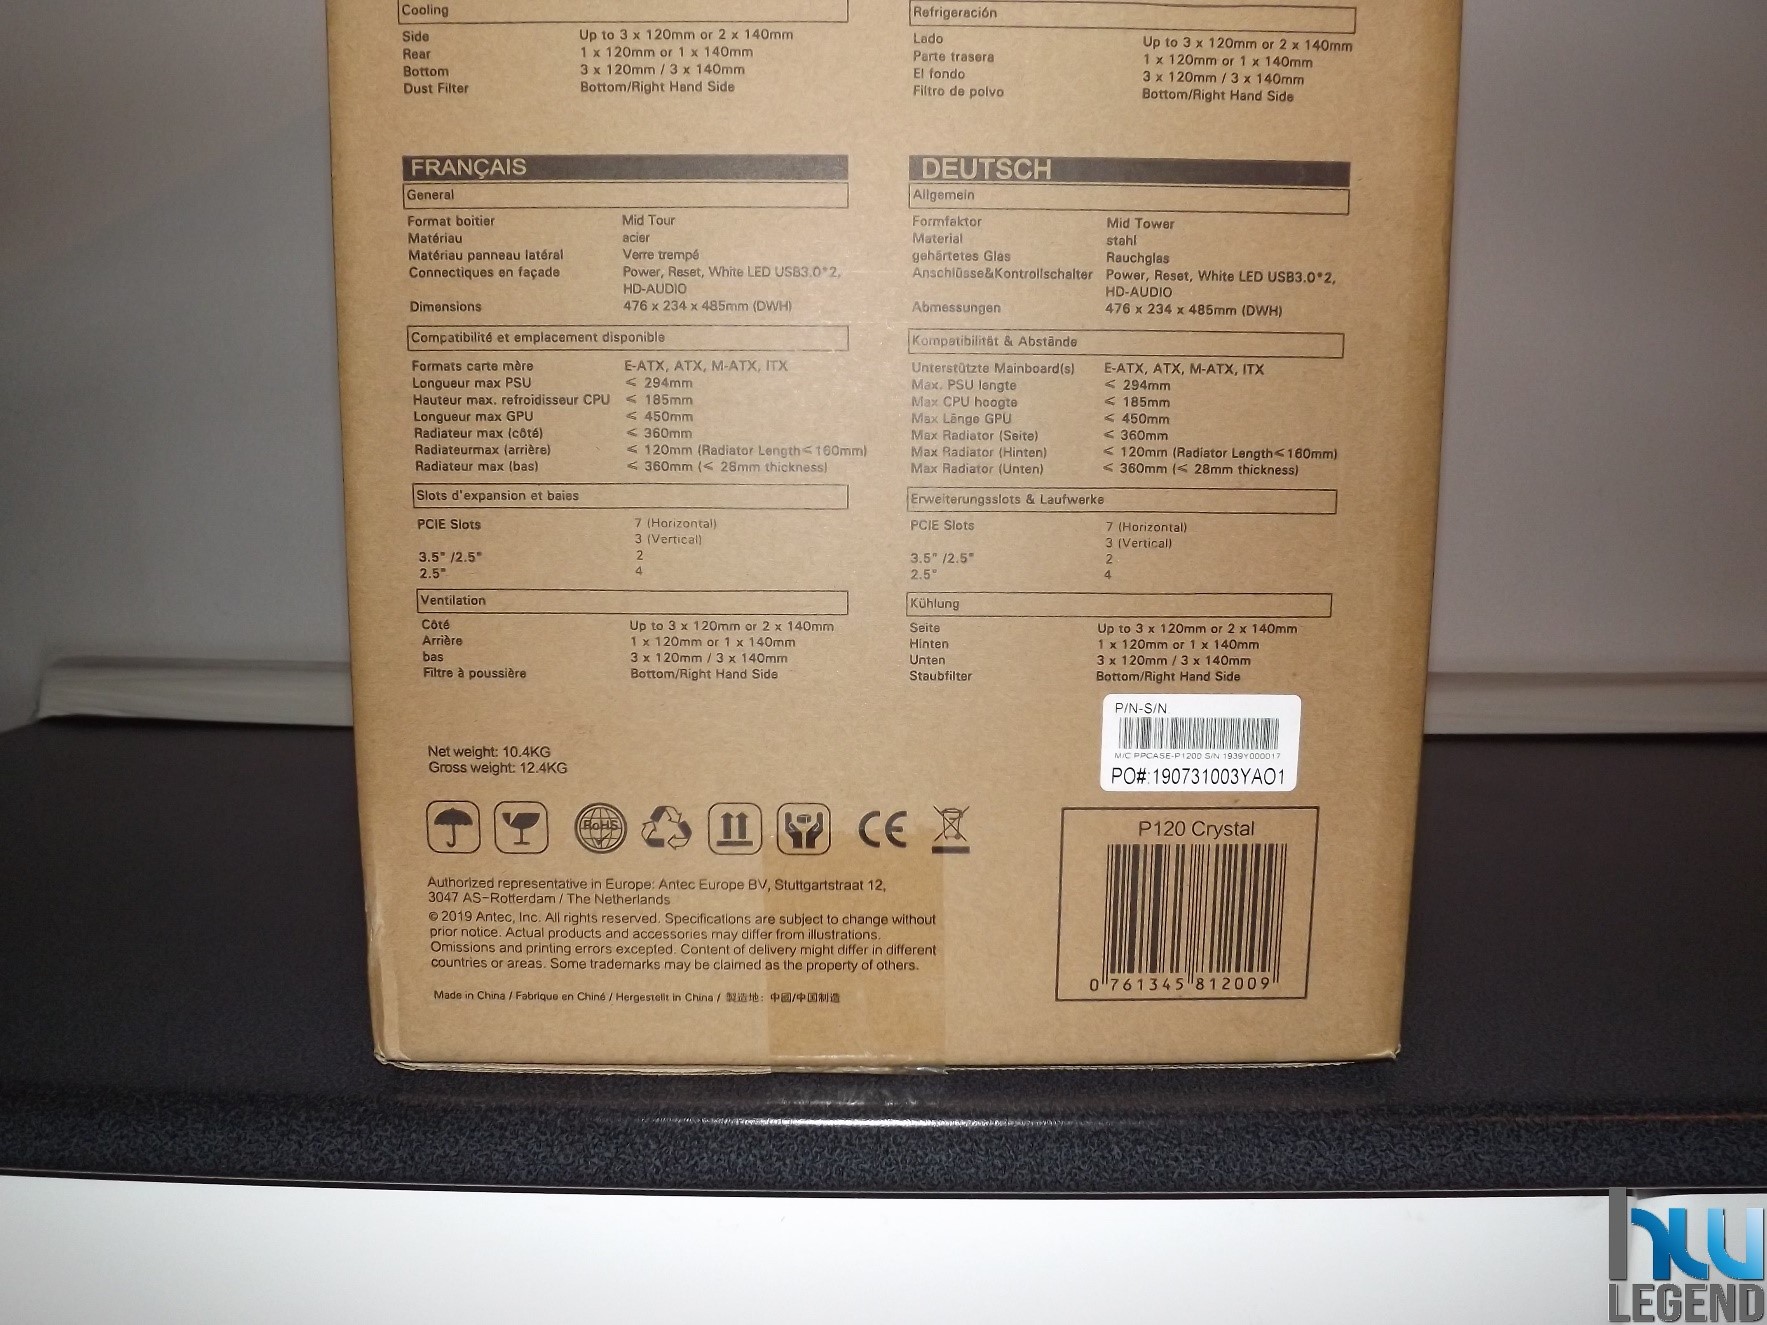 Cooling
Side Up to 3 x 120mm or 2 x 140mm
Rear 1 x 120mm or 1 x 140mm
Bottom 3 x 120mm / 3 x 140mm
Dust Filter Bottom/Right Hand Side
Refrigeración
Lado Up to 3 x 120mm or 2 x 140mm
Parte trasera 1 x 120mm or 1 x 140mm
El fondo 3 x 120mm / 3 x 140mm
Filtro de polvo Bottom/Right Hand Side
FRANÇAIS
General
Format boitier Mid Tour
Matériau acier
Matériau panneau latéral Verre trempé
Connectiques en façade Power, Reset, White LED USB3.0*2,
HD-AUDIO
Dimensions 476 x 234 x 485mm (DWH)
Compatibilité et emplacement disponible
Formats carte mère E-ATX, ATX, M-ATX, ITX
Longueur max PSU ≤ 294mm
Hauteur max. refroidisseur CPU ≤ 185mm
Longueur max GPU ≤ 450mm
Radiateur max (côté) ≤ 360mm
Radiateurmax (arrière) ≤ 120mm (Radiator Length≤160mm)
Radiateur max (bas) ≤ 360mm (≤ 28mm thickness)
Slots d'expansion et baies
PCIE Slots 7 (Horizontal)
3 (Vertical)
3.5" /2.5" 2
2.5" 4
Ventilation
Côté Up to 3 x 120mm or 2 x 140mm
Arrière 1 x 120mm or 1 x 140mm
bas 3 x 120mm / 3 x 140mm
Filtre à poussière Bottom/Right Hand Side
DEUTSCH
Allgemein
Formfaktor Mid Tower
Material stahl
gehärtetes Glas Rauchglas
Anschlüsse&Kontrollschalter Power, Reset, White LED USB3.0*2,
HD-AUDIO
Abmessungen 476 x 234 x 485mm (DWH)
Kompatibilität & Abstände
Unterstützte Mainboard(s) E-ATX, ATX, M-ATX, ITX
Max. PSU lengte ≤ 294mm
Max CPU hoogte ≤ 185mm
Max Länge GPU ≤ 450mm
Max Radiator (Seite) ≤ 360mm
Max Radiator (Hinten) ≤ 120mm (Radiator Length≤160mm)
Max Radiator (Unten) ≤ 360mm (≤ 28mm thickness)
Erweiterungsslots & Laufwerke
PCIE Slots 7 (Horizontal)
3 (Vertical)
3.5" /2.5" 2
2.5" 4
Kühlung
Seite Up to 3 x 120mm or 2 x 140mm
Hinten 1 x 120mm or 1 x 140mm
Unten 3 x 120mm / 3 x 140mm
Staubfilter Bottom/Right Hand Side
P/N-S/N
M/C PPCASE-P1200 S/N 1939Y000017
PO#:190731003YAO1
Net weight: 10.4KG
Gross weight: 12.4KG
RoHS
CE
P120 Crystal
0 761345 812009
Authorized representative in Europe: Antec Europe BV, Stuttgartstraat 12,
3047 AS-Rotterdam / The Netherlands
© 2019 Antec, Inc. All rights reserved. Specifications are subject to change without
prior notice. Actual products and accessories may differ from illustrations.
Omissions and printing errors excepted. Content of delivery might differ in different
countries or areas. Some trademarks may be claimed as the property of others.
Made in China / Fabrique en Chine / Hergestellt in China / 製造地: 中國/中国制造
hw
LEGEND